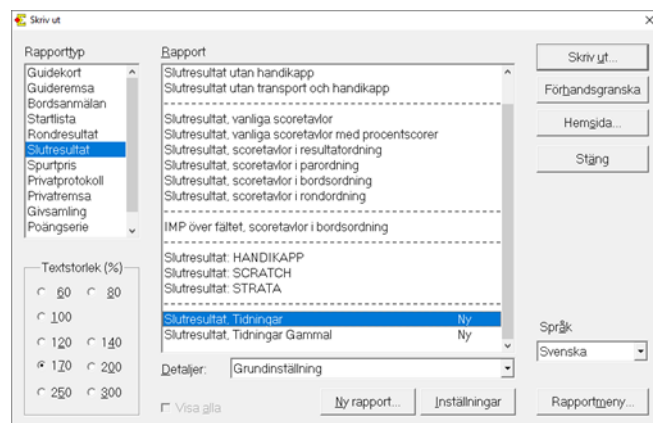 Skriv ut
Rapporttyp
Guidekort
Guideremsa
Bordsanmälan
Startlista
Rondresultat
Slutresultat
Spurtpris
Privatprotokoll
Privatremsa
Givsamling
Poängserie
Textstorlek (%)
60 80
100
120 140
170 200
250 300
Rapport
Slutresultat utan handikapp
Slutresultat utan transport och handikapp
Slutresultat, vanliga scoretavlor
Slutresultat, vanliga scoretavlor med procentscorer
Slutresultat, scoretavlor i resultatordning
Slutresultat, scoretavlor i parordning
Slutresultat, scoretavlor i bordsordning
Slutresultat, scoretavlor i rondordning
IMP över fältet, scoretavlor i bordsordning
Slutresultat: HANDIKAPP
Slutresultat: SCRATCH
Slutresultat: STRATA
Slutresultat, Tidningar Ny
Slutresultat, Tidningar Gammal Ny
Detaljer: Grundinställning
Visa alla
Ny rapport...
Inställningar
Skriv ut...
Förhandsgranska
Hemsida...
Stäng
Språk
Svenska
Rapportmeny...